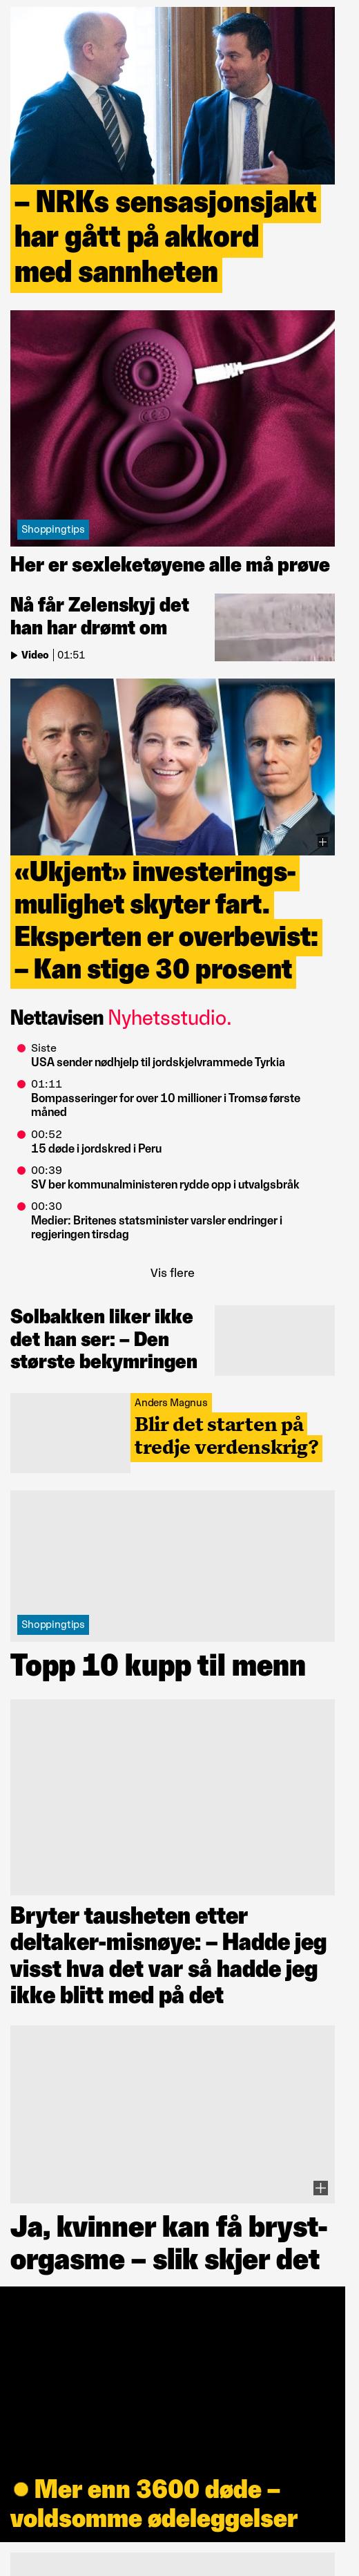 – NRKs sensasjonsjakt
har gått på akkord
med sannheten
Shoppingtips
Her er sexleketøyene alle må prøve
Nå får Zelenskyj det
han har drømt om
Video | 01:51
«Ukjent» investerings-
mulighet skyter fart.
Eksperten er overbevist:
– Kan stige 30 prosent
Nettavisen Nyhetsstudio.
Siste
USA sender nødhjelp til jordskjelvrammede Tyrkia
01:11
Bompasseringer for over 10 millioner i Tromsø første
måned
00:52
15 døde i jordskred i Peru
00:39
SV ber kommunalministeren rydde opp i utvalgsbråk
00:30
Medier: Britenes statsminister varsler endringer i
regjeringen tirsdag
Vis flere
Solbakken liker ikke
det han ser: – Den
største bekymringen
Anders Magnus
Blir det starten på
tredje verdenskrig?
Shoppingtips
Topp 10 kupp til menn
Bryter tausheten etter
deltaker-misnøye: – Hadde jeg
visst hva det var så hadde jeg
ikke blitt med på det
Ja, kvinner kan få bryst-
orgasme – slik skjer det
Mer enn 3600 døde –
voldsomme ødeleggelser